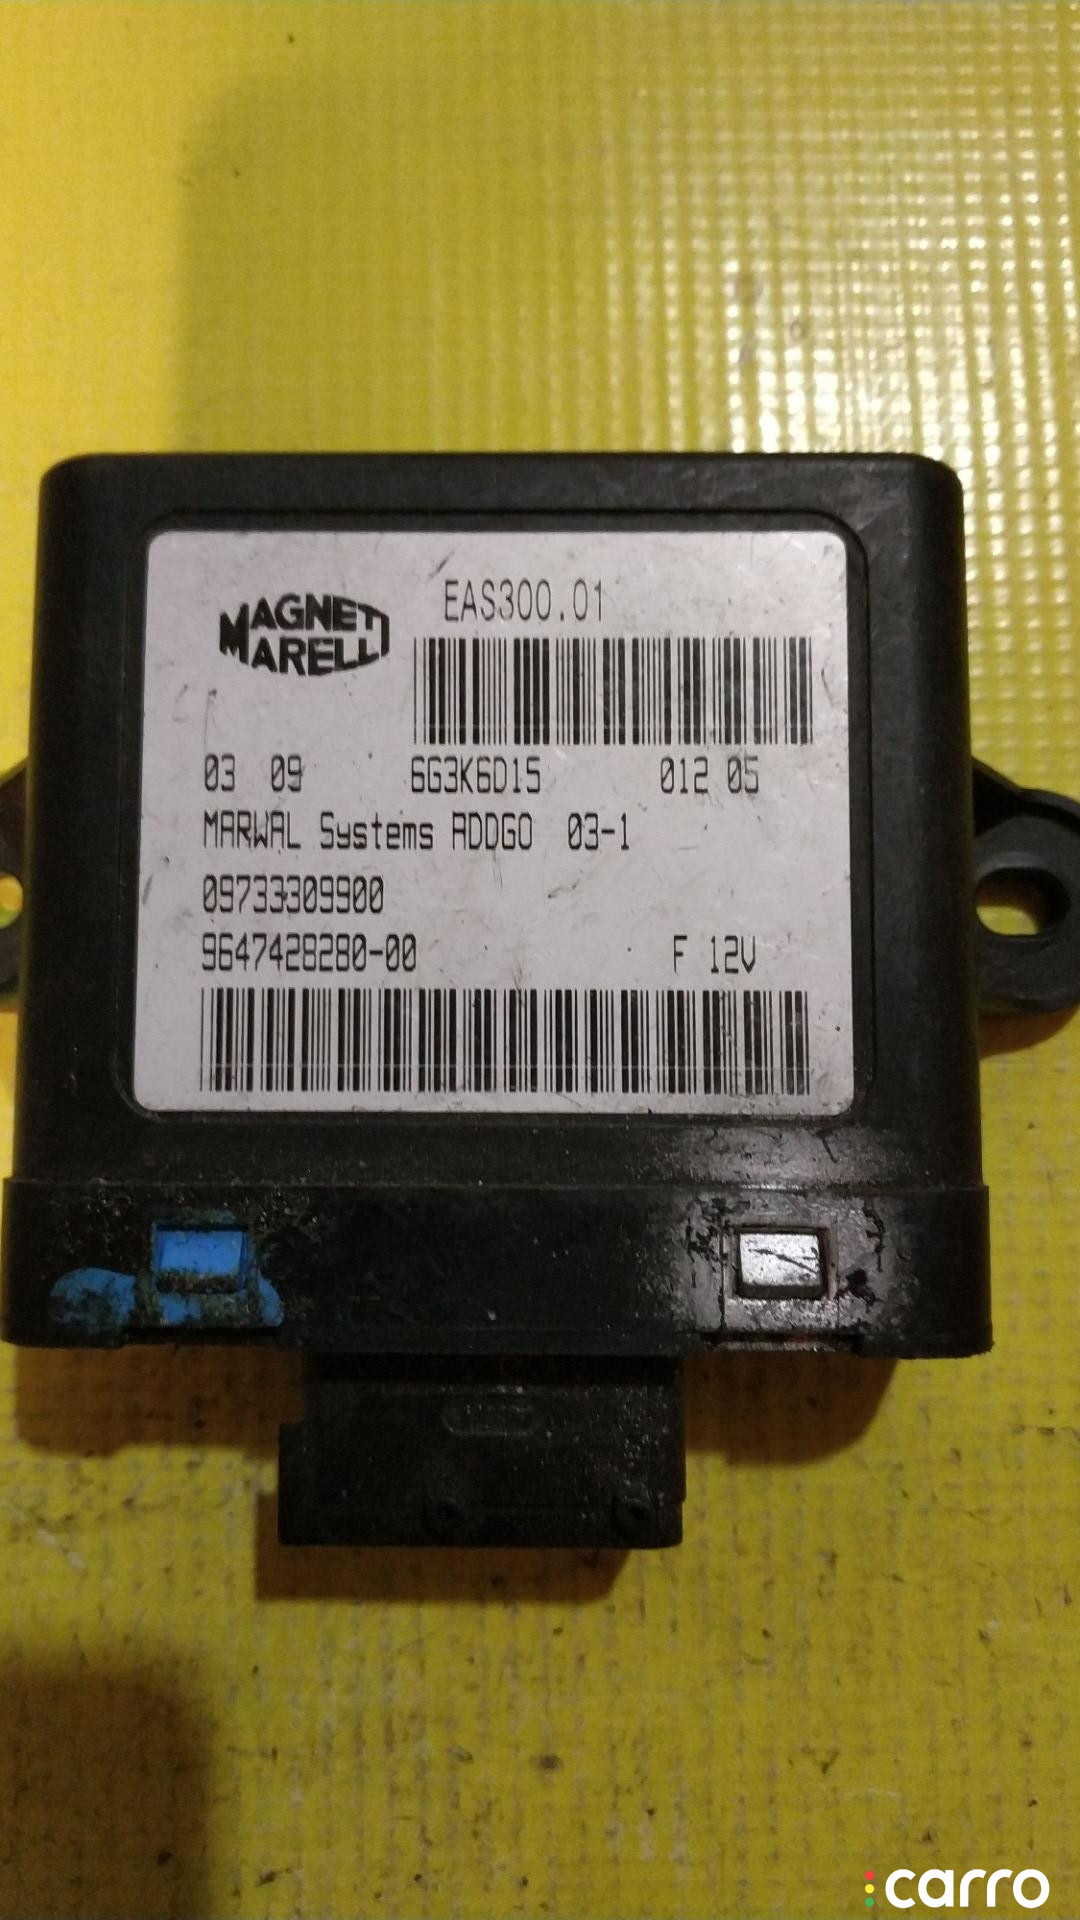 MAGNETI
MARELLI
EAS300.01
03 09 6G3K6D15 012 05
MARWAL Systems ADDGO 03-1
09733309900
9647428280-00 F 12V
carro